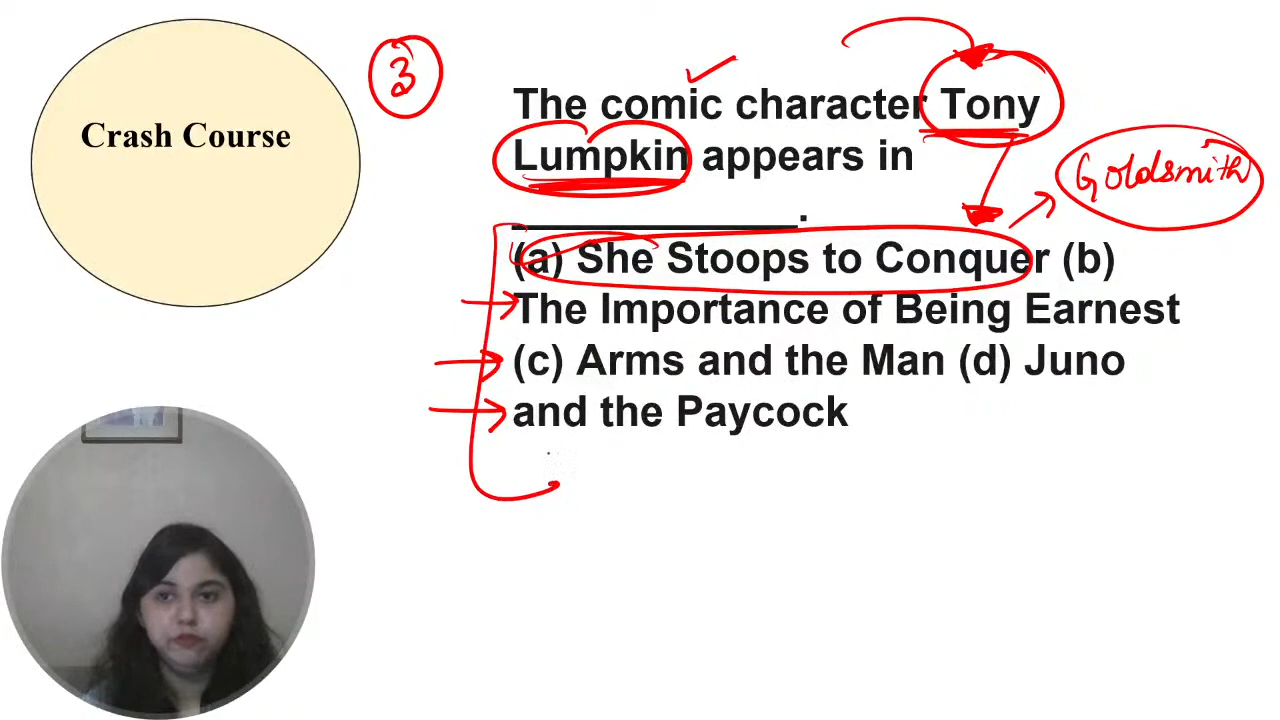 Crash Course
3
The comic character Tony
Lumpkin appears in
____________.
Goldsmith
(a) She Stoops to Conquer (b)
The Importance of Being Earnest
(c) Arms and the Man (d) Juno
and the Paycock